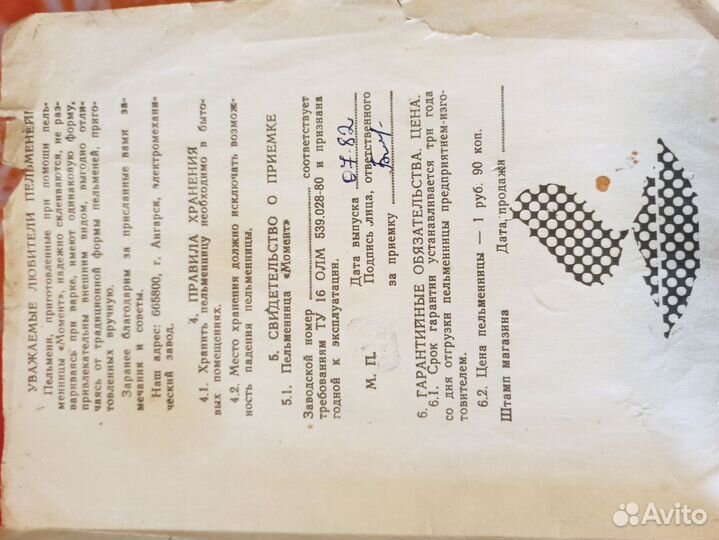 УВАЖАЕМЫЕ ЛЮБИТЕЛИ ПЕЛЬМЕНЕЙ!
Пельмени, приготовленные при помощи пель-
менницы «Момент», надежно склеиваются, не раз-
вариваясь при варке, имеют одинаковую форму,
привлекательны внешним видом, выгодно отли-
чаясь от традиционной формы пельменей, приго-
товленных вручную.
Заранее благодарим за присланные вами за-
мечания и советы.
Наш адрес: 665800, г. Ангарск, электромехани-
ческий завод.
4. ПРАВИЛА ХРАНЕНИЯ
4.1. Хранить пельменницу необходимо в быто-
вых помещениях.
4.2. Место хранения должно исключать возмож-
ность падения пельменницы.
5. СВИДЕТЕЛЬСТВО О ПРИЕМКЕ
5.1. Пельменница «Момент»
Заводской номер соответствует
требованиям ТУ 16 ОЛМ 539.028-80 и признана
годной к эксплуатации.
Дата выпуска 07.82
М. П. Подпись лица, ответственного
за приемку
6. ГАРАНТИЙНЫЕ ОБЯЗАТЕЛЬСТВА. ЦЕНА.
6.1. Срок гарантии устанавливается три года
со дня отгрузки пельменницы предприятием-изго-
товителем.
6.2. Цена пельменницы — 1 руб. 90 коп.
Штамп магазина Дата продажи
Avito